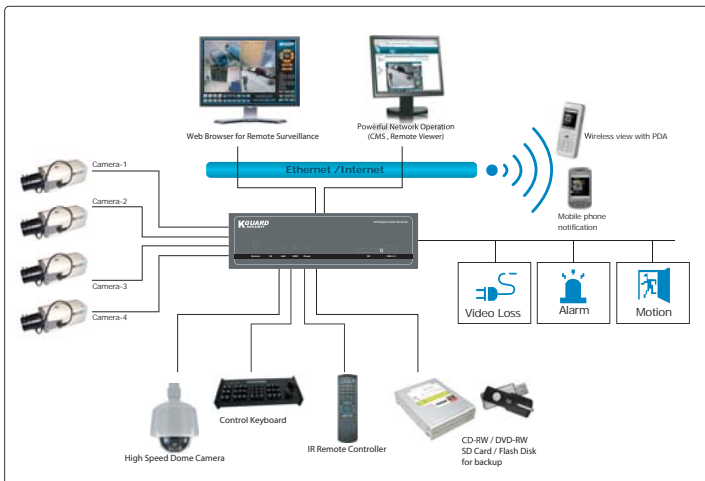 KGUARD
Web Browser for Remote Surveillance
Powerful Network Operation
(CMS , Remote Viewer)
Wireless view with PDA
Ethernet /Internet
Mobile phone
notification
Camera-1
Camera-2
Camera-3
Camera-4
KGUARD
SECURITY
Video Loss
Alarm
Motion
High Speed Dome Camera
Control Keyboard
IR Remote Controller
CD-RW / DVD-RW
SD Card / Flash Disk
for backup